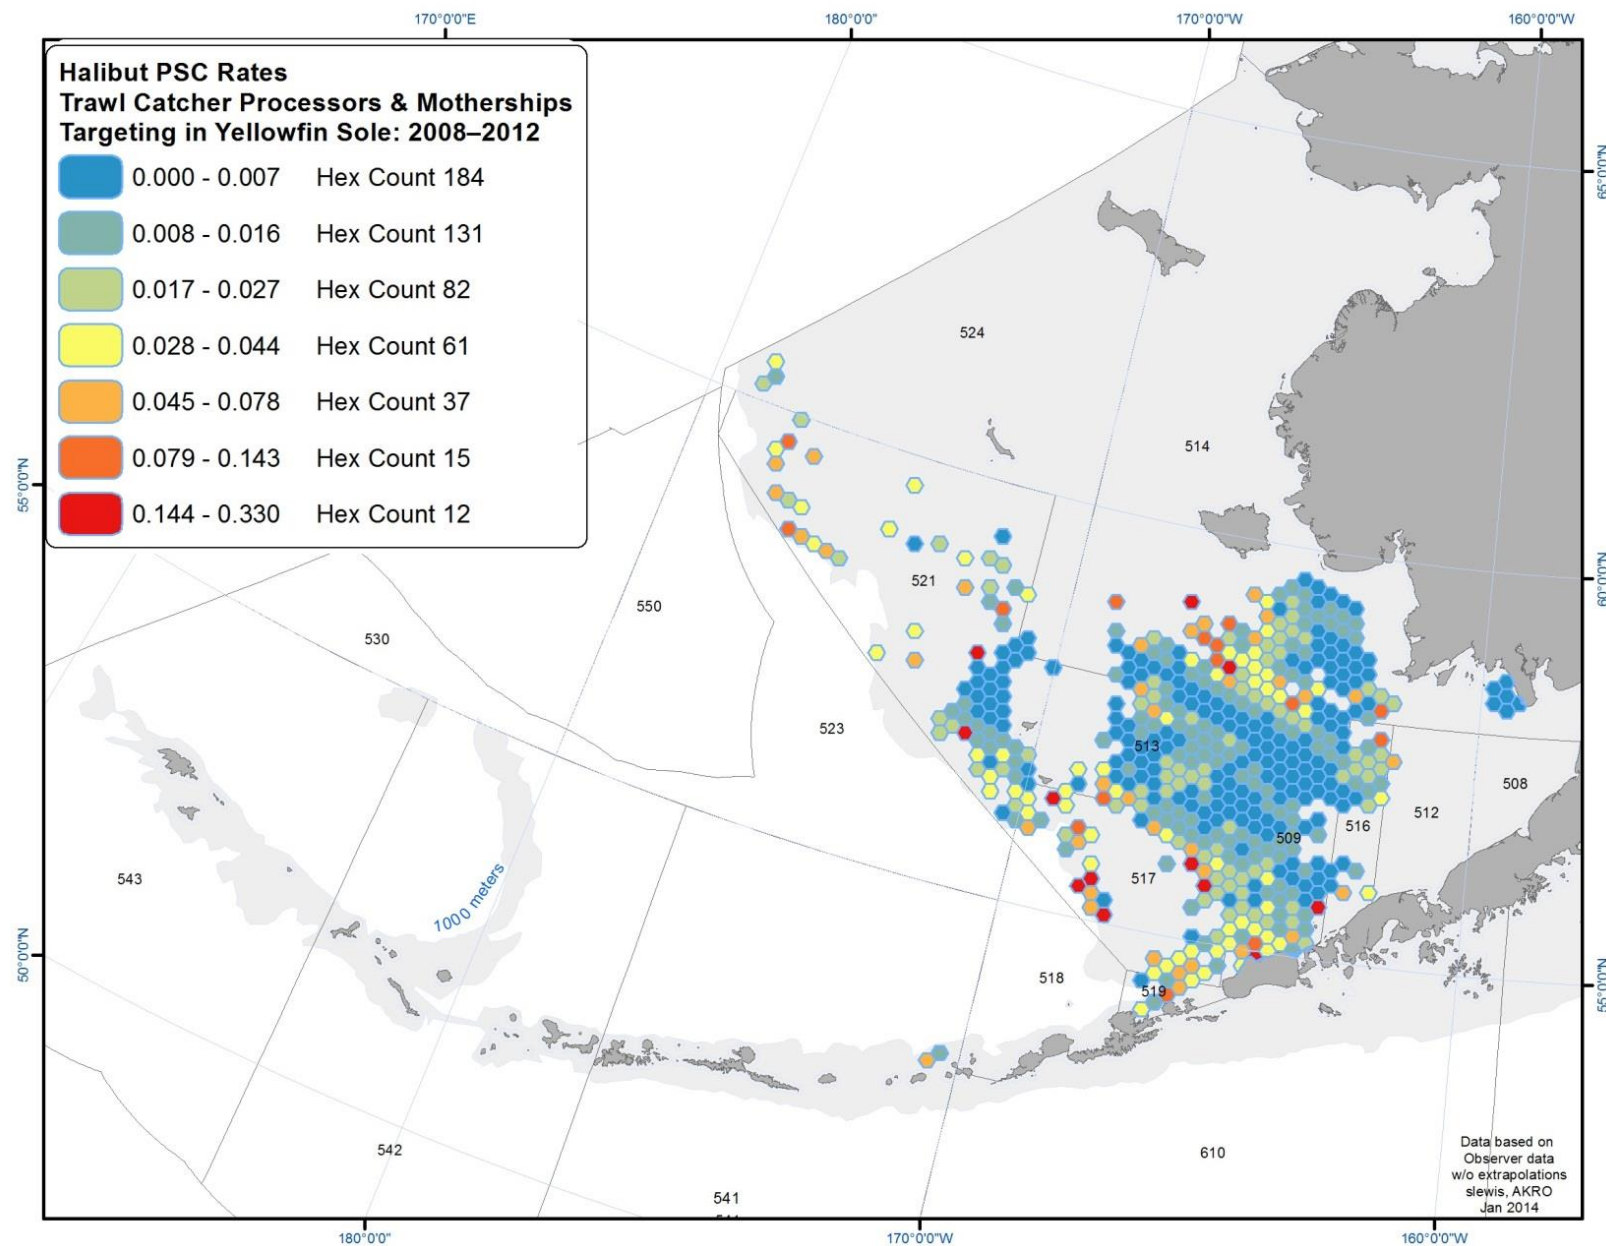 170°0'0"E
180°0'0"
170°0'0"W
160°0'0"W
Halibut PSC Rates
Trawl Catcher Processors & Motherships
Targeting in Yellowfin Sole: 2008–2012
0.000 - 0.007 Hex Count 184
0.008 - 0.016 Hex Count 131
0.017 - 0.027 Hex Count 82
0.028 - 0.044 Hex Count 61
0.045 - 0.078 Hex Count 37
0.079 - 0.143 Hex Count 15
0.144 - 0.330 Hex Count 12
65°0'0"N
524
514
55°0'0"N
60°0'0"N
521
550
530
523
513
508
512
516
509
517
543
1000 meters
50°0'0"N
518
519
55°0'0"N
542
610
541
Data based on
Observer data
w/o extrapolations
slewis, AKRO
Jan 2014
180°0'0"
170°0'0"W
160°0'0"W